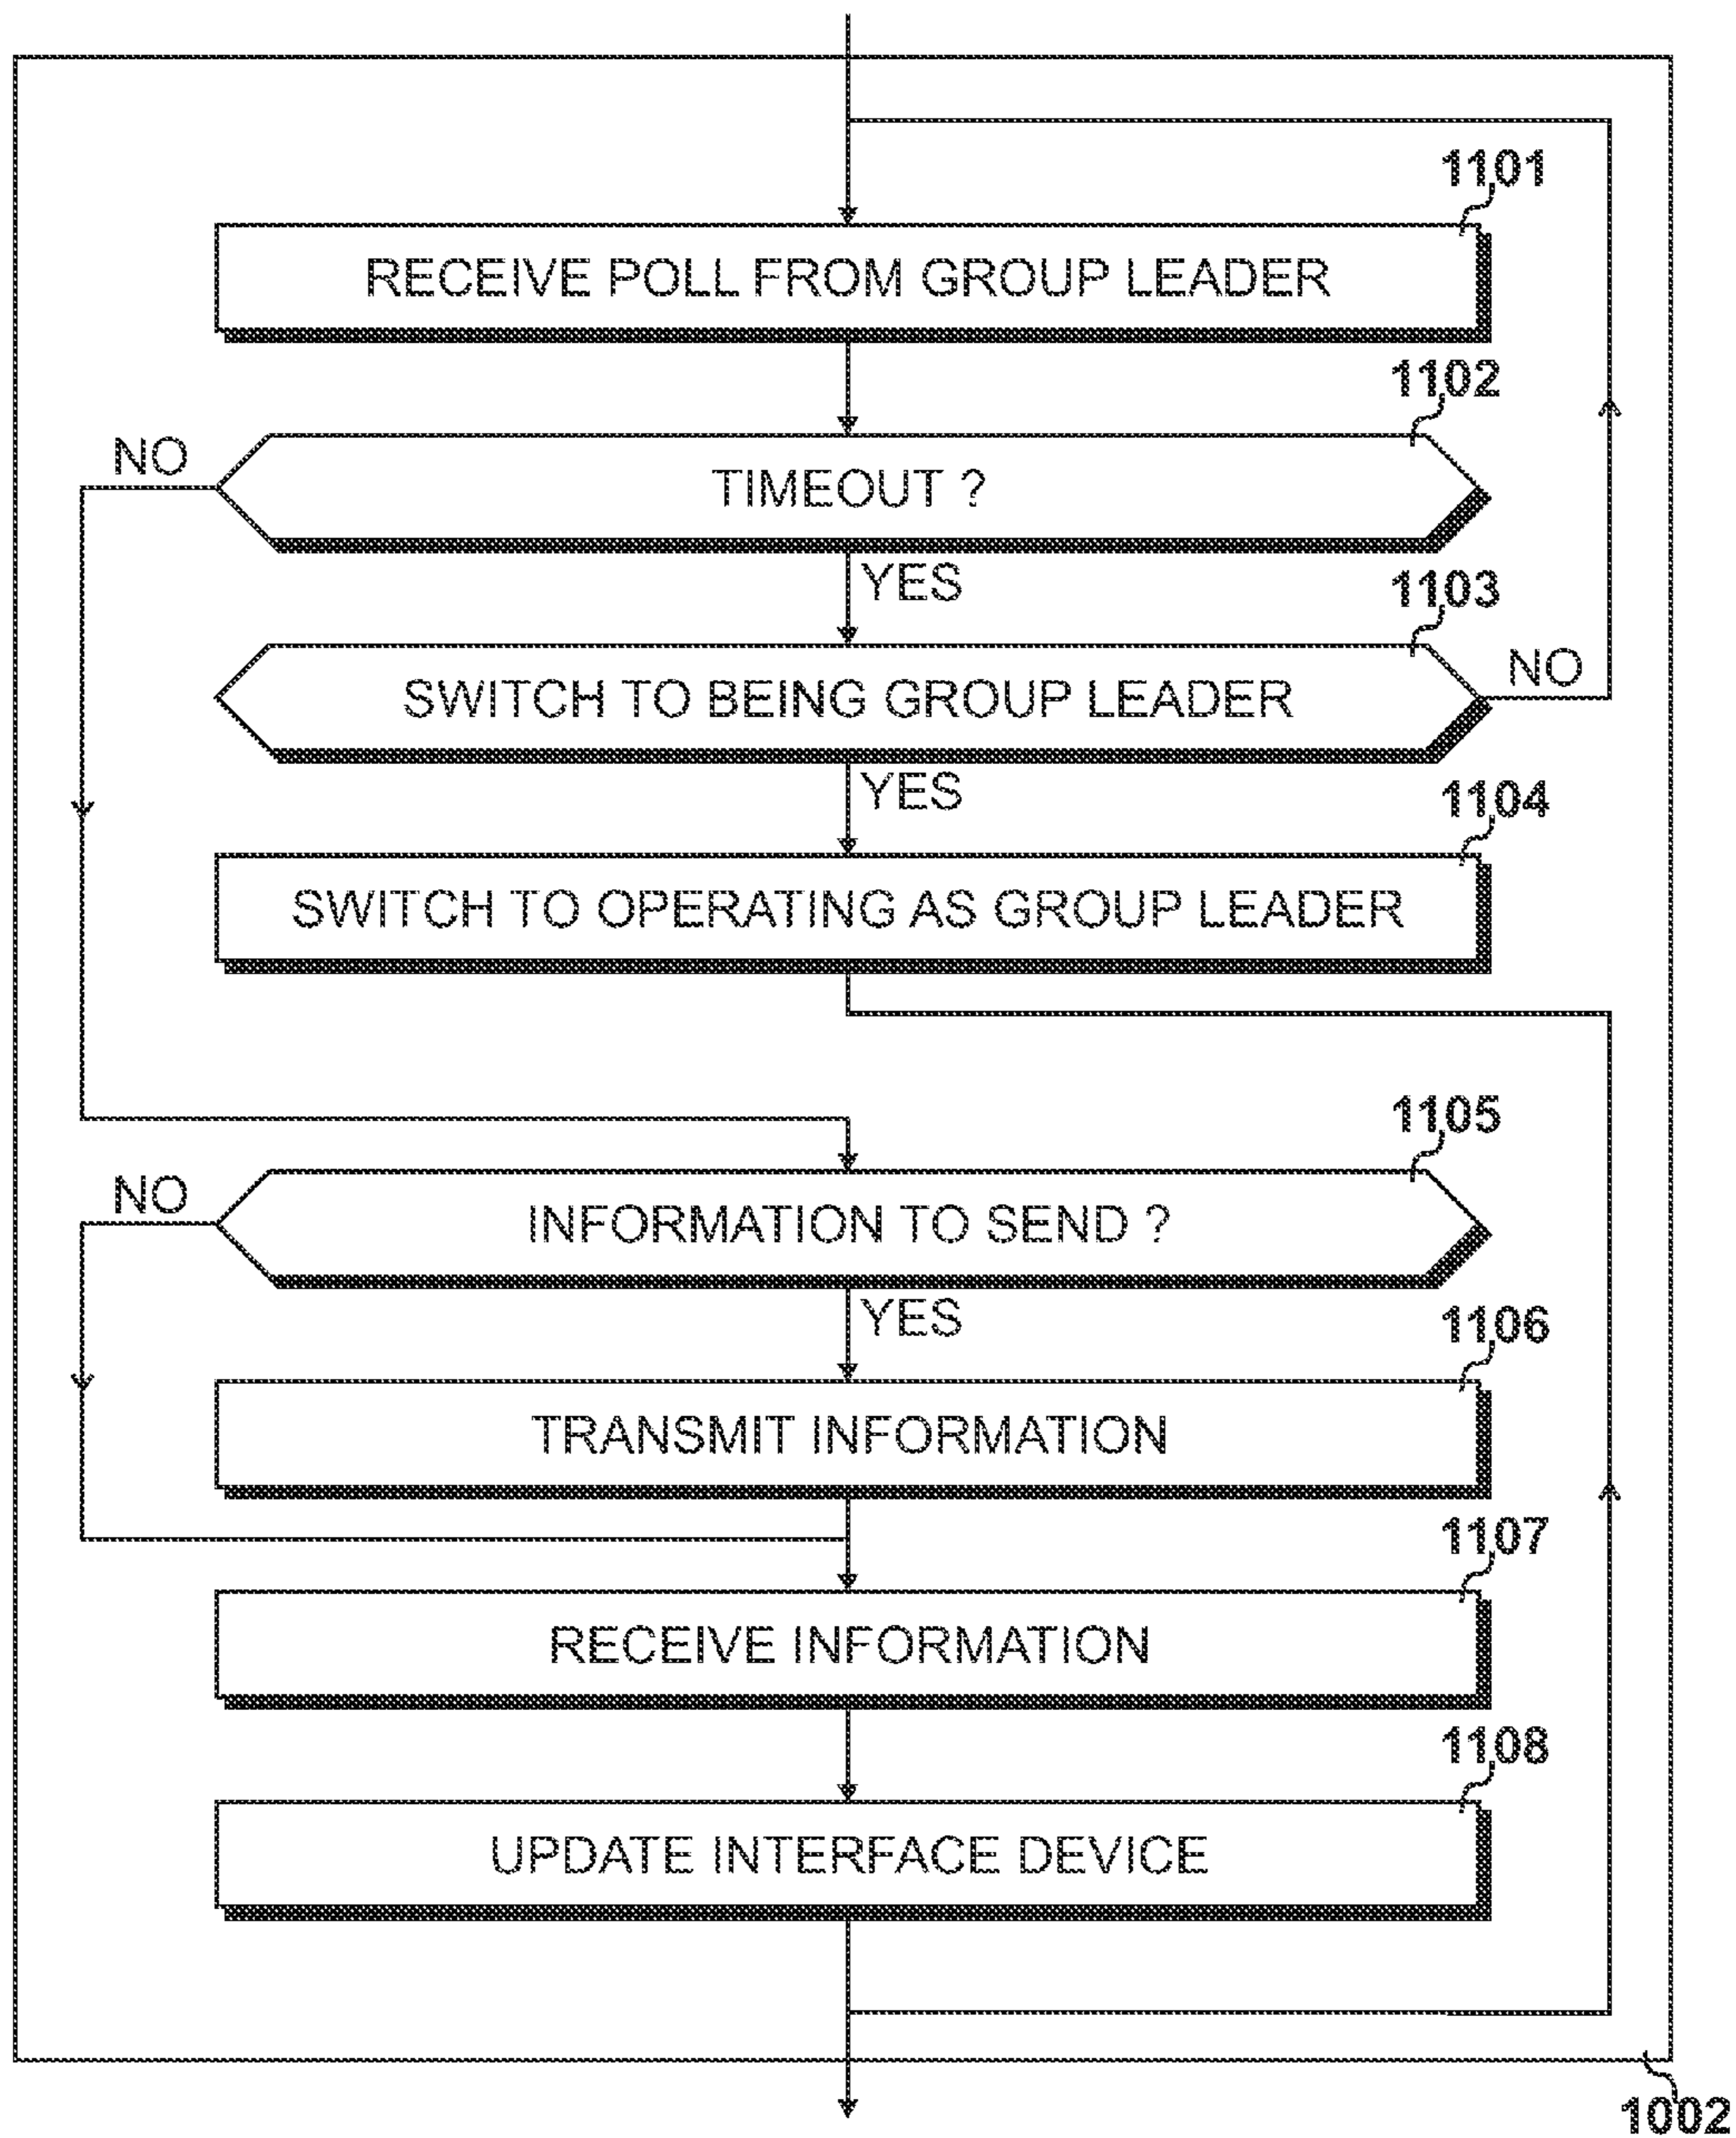 1101
RECEIVE POLL FROM GROUP LEADER
1102
NO
TIMEOUT ?
YES
1103
SWITCH TO BEING GROUP LEADER
NO
YES
1104
SWITCH TO OPERATING AS GROUP LEADER
1105
NO
INFORMATION TO SEND ?
YES
1106
TRANSMIT INFORMATION
1107
RECEIVE INFORMATION
1108
UPDATE INTERFACE DEVICE
1002